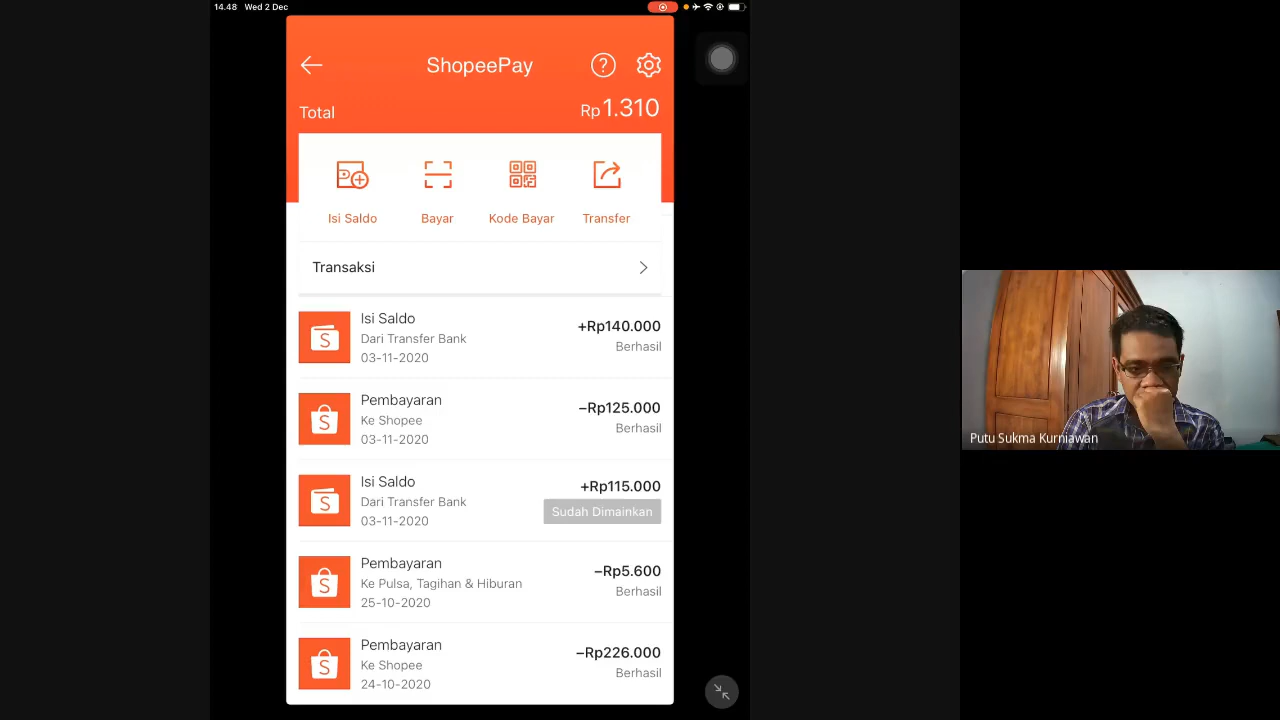 14.48 Wed 2 Dec
ShopeePay
Total
Rp1.310
Isi Saldo
Bayar
Kode Bayar
Transfer
Transaksi
Isi Saldo
Dari Transfer Bank
03-11-2020
+Rp140.000
Berhasil
Pembayaran
Ke Shopee
03-11-2020
−Rp125.000
Berhasil
Isi Saldo
Dari Transfer Bank
03-11-2020
+Rp115.000
Sudah Dimainkan
Pembayaran
Ke Pulsa, Tagihan & Hiburan
25-10-2020
−Rp5.600
Berhasil
Pembayaran
Ke Shopee
24-10-2020
−Rp226.000
Berhasil
Putu Sukma Kurniawan